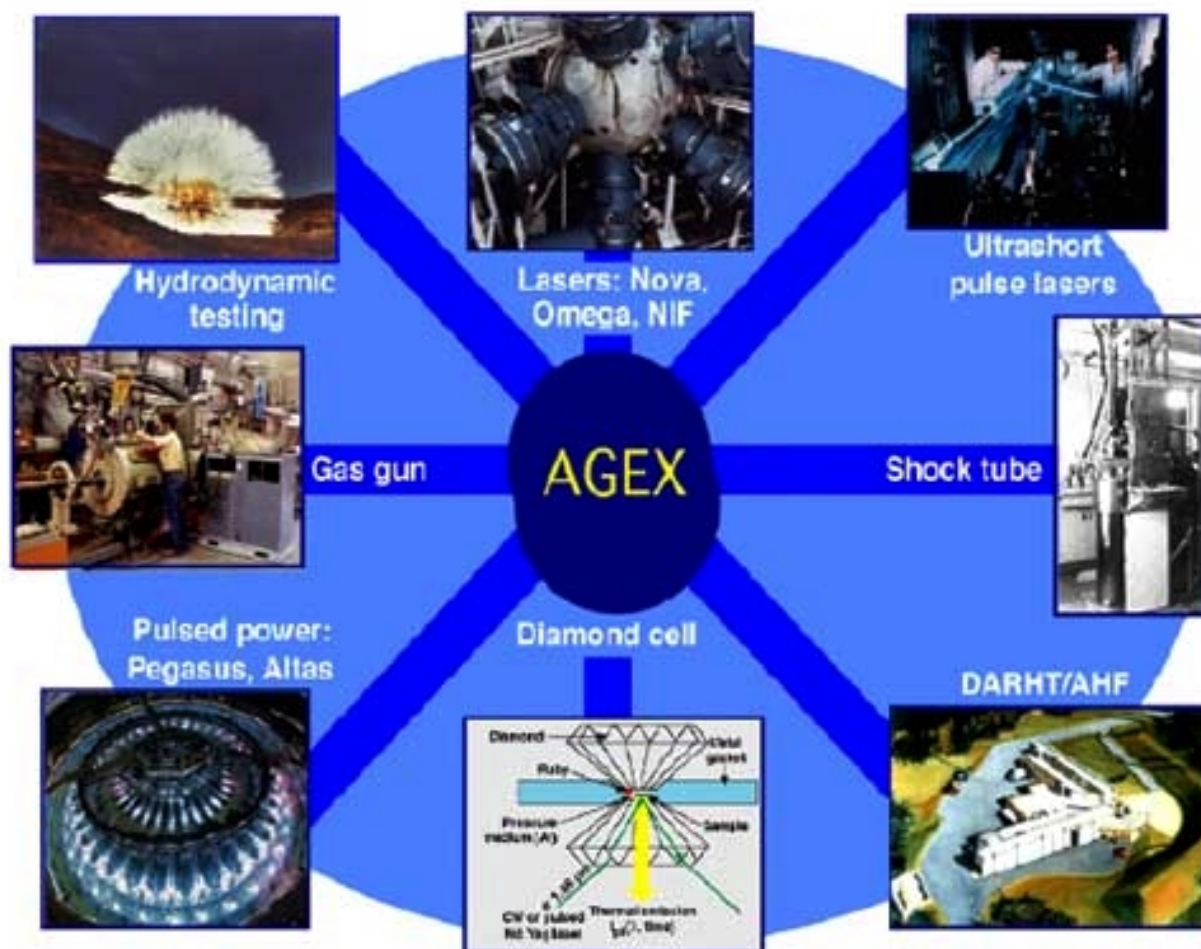 Hydrodynamic
testing
Lasers: Nova,
Omega, NIF
Ultrashort
pulse lasers
Gas gun
AGEX
Shock tube
Pulsed power:
Pegasus, Altas
Diamond cell
DARHT/AHF
Diamond
Metal
gasket
Ruby
Pressure
medium (Ar)
Sample
CW or pulsed
Nd:Yag laser
Thermal emission